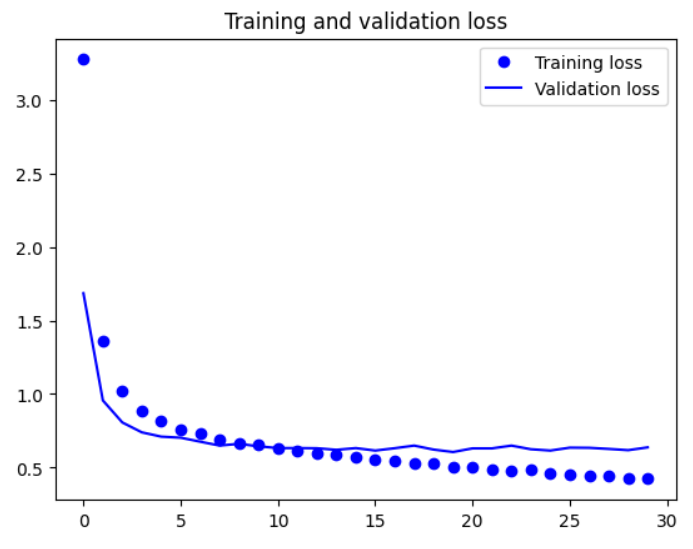 Training and validation loss
Training loss
Validation loss
3.0
2.5
2.0
1.5
1.0
0.5
0 5 10 15 20 25 30